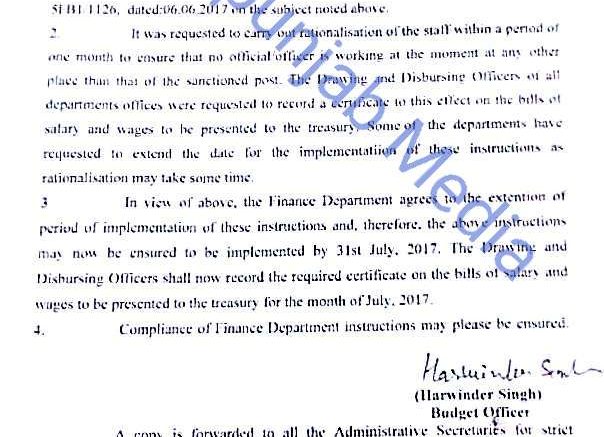 5FB1 1126, dated:06.06.2017 on the subject noted above.
2. It was requested to carry out rationalisation of the staff within a period of
one month to ensure that no official/officer is working at the moment at any other
place than that of the sanctioned post. The Drawing and Disbursing Officers of all
departments offices were requested to record a certificate to this effect on the bills of
salary and wages to be presented to the treasury. Some of the departments have
requested to extend the date for the implementation of these instructions as
rationalisation may take some time.
3 In view of above, the Finance Department agrees to the extention of
period of implementation of these instructions and, therefore, the above instructions
may now be ensured to be implemented by 31st July, 2017. The Drawing and
Disbursing Officers shall now record the required certificate on the bills of salary and
wages to be presented to the treasury for the month of July, 2017.
4. Compliance of Finance Department instructions may please be ensured.
Harwinder Singh
(Harwinder Singh)
Budget Officer
A copy is forwarded to all the Administrative Secretaries for strict
punjab Media